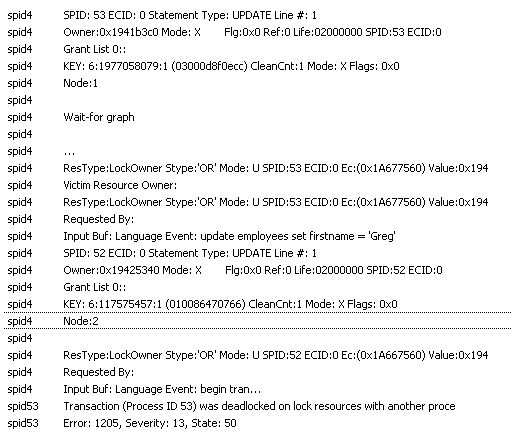 spid4 SPID: 53 ECID: 0 Statement Type: UPDATE Line #: 1
spid4 Owner:0x1941b3c0 Mode: X Flg:0x0 Ref:0 Life:02000000 SPID:53 ECID:0
spid4 Grant List 0::
spid4 KEY: 6:1977058079:1 (03000d8f0ecc) CleanCnt:1 Mode: X Flags: 0x0
spid4 Node:1
spid4
spid4 Wait-for graph
spid4
spid4 ...
spid4 ResType:LockOwner Stype:'OR' Mode: U SPID:53 ECID:0 Ec:(0x1A677560) Value:0x194
spid4 Victim Resource Owner:
spid4 ResType:LockOwner Stype:'OR' Mode: U SPID:53 ECID:0 Ec:(0x1A677560) Value:0x194
spid4 Requested By:
spid4 Input Buf: Language Event: update employees set firstname = 'Greg'
spid4 SPID: 52 ECID: 0 Statement Type: UPDATE Line #: 1
spid4 Owner:0x19425340 Mode: X Flg:0x0 Ref:0 Life:02000000 SPID:52 ECID:0
spid4 Grant List 0::
spid4 KEY: 6:117575457:1 (010086470766) CleanCnt:1 Mode: X Flags: 0x0
spid4 Node:2
spid4
spid4 ResType:LockOwner Stype:'OR' Mode: U SPID:52 ECID:0 Ec:(0x1A667560) Value:0x194
spid4 Requested By:
spid4 Input Buf: Language Event: begin tran...
spid53 Transaction (Process ID 53) was deadlocked on lock resources with another proce
spid53 Error: 1205, Severity: 13, State: 50